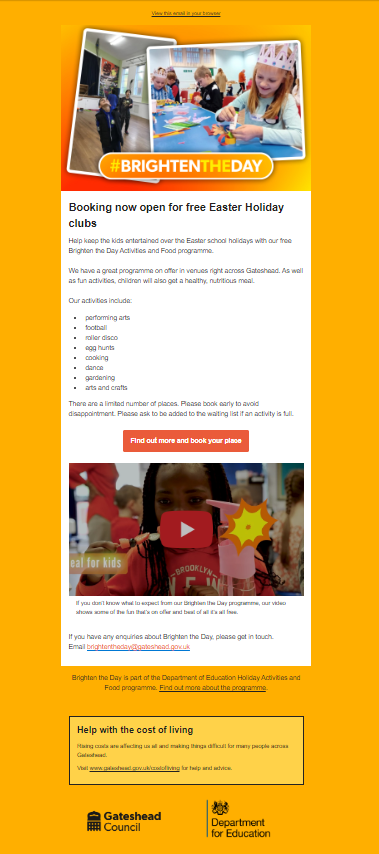 View this email in your browser
#BRIGHTENTHEDAY
Booking now open for free Easter Holiday
clubs
Help keep the kids entertained over the Easter school holidays with our free
Brighten the Day Activities and Food programme.
We have a great programme on offer in venues right across Gateshead. As well
as fun activities, children will also get a healthy, nutritious meal.
Our activities include:
• performing arts
• football
• roller disco
• egg hunts
• cooking
• dance
• gardening
• arts and crafts
There are a limited number of places. Please book early to avoid
disappointment. Please ask to be added to the waiting list if an activity is full.
Find out more and book your place
BROOKLYN
eal for kids
If you don't know what to expect from our Brighten the Day programme, our video
shows some of the fun that's on offer and best of all it's all free.
If you have any enquiries about Brighten the Day, please get in touch.
Email brightentheday@gateshead.gov.uk
Brighten the Day is part of the Department of Education Holiday Activities and
Food programme. Find out more about the programme.
Help with the cost of living
Rising costs are affecting us all and making things difficult for many people across
Gateshead.
Visit www.gateshead.gov.uk/costofliving for help and advice.
Gateshead
Council
Department
for Education